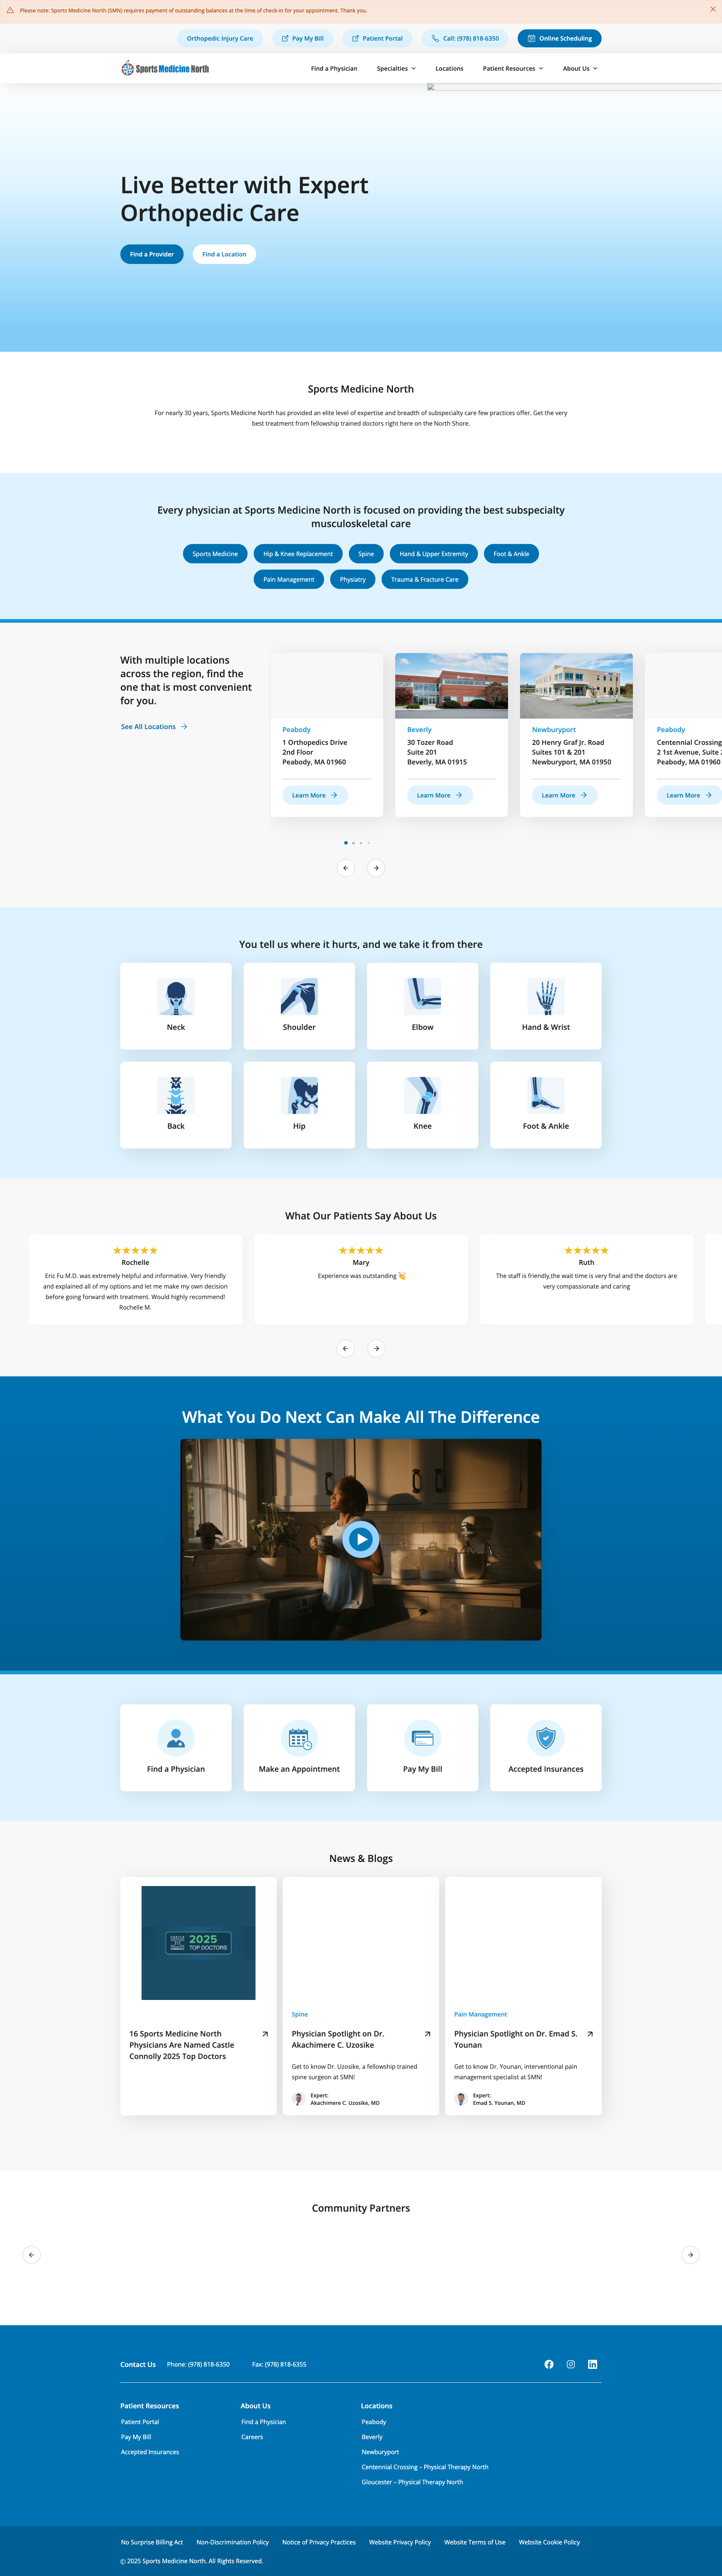 Please note: Sports Medicine North (SMN) requires payment of outstanding balances at the time of check-in for your appointment. Thank you.
Orthopedic Injury Care
Pay My Bill
Patient Portal
Call: (978) 818-6350
Online Scheduling
Sports Medicine North
Find a Physician
Specialties
Locations
Patient Resources
About Us
Live Better with Expert
Orthopedic Care
Find a Provider
Find a Location
Sports Medicine North
For nearly 30 years, Sports Medicine North has provided an elite level of expertise and breadth of subspecialty care few practices offer. Get the very
best treatment from fellowship trained doctors right here on the North Shore.
Every physician at Sports Medicine North is focused on providing the best subspecialty
musculoskeletal care
Sports Medicine
Hip & Knee Replacement
Spine
Hand & Upper Extremity
Foot & Ankle
Pain Management
Physiatry
Trauma & Fracture Care
With multiple locations
across the region, find the
one that is most convenient
for you.
See All Locations
Peabody
1 Orthopedics Drive
2nd Floor
Peabody, MA 01960
Learn More
Beverly
30 Tozer Road
Suite 201
Beverly, MA 01915
Learn More
Newburyport
20 Henry Graf Jr. Road
Suites 101 & 201
Newburyport, MA 01950
Learn More
Peabody
Centennial Crossing
2 1st Avenue, Suite
Peabody, MA 01960
Learn More
You tell us where it hurts, and we take it from there
Neck
Shoulder
Elbow
Hand & Wrist
Back
Hip
Knee
Foot & Ankle
What Our Patients Say About Us
Rochelle
Eric Fu M.D. was extremely helpful and informative. Very friendly
and explained all of my options and let me make my own decision
before going forward with treatment. Would highly recommend!
Rochelle M.
Mary
Experience was outstanding 👏
Ruth
The staff is friendly,the wait time is very final and the doctors are
very compassionate and caring
What You Do Next Can Make All The Difference
Find a Physician
Make an Appointment
Pay My Bill
Accepted Insurances
News & Blogs
2025
TOP DOCTORS
16 Sports Medicine North
Physicians Are Named Castle
Connolly 2025 Top Doctors
Spine
Physician Spotlight on Dr.
Akachimere C. Uzosike
Get to know Dr. Uzosike, a fellowship trained
spine surgeon at SMN!
Expert:
Akachimere C. Uzosike, MD
Pain Management
Physician Spotlight on Dr. Emad S.
Younan
Get to know Dr. Younan, interventional pain
management specialist at SMN!
Expert:
Emad S. Younan, MD
Community Partners
Contact Us
Phone: (978) 818-6350
Fax: (978) 818-6355
Patient Resources
Patient Portal
Pay My Bill
Accepted Insurances
About Us
Find a Physician
Careers
Locations
Peabody
Beverly
Newburyport
Centennial Crossing – Physical Therapy North
Gloucester – Physical Therapy North
No Surprise Billing Act
Non-Discrimination Policy
Notice of Privacy Practices
Website Privacy Policy
Website Terms of Use
Website Cookie Policy
© 2025 Sports Medicine North. All Rights Reserved.